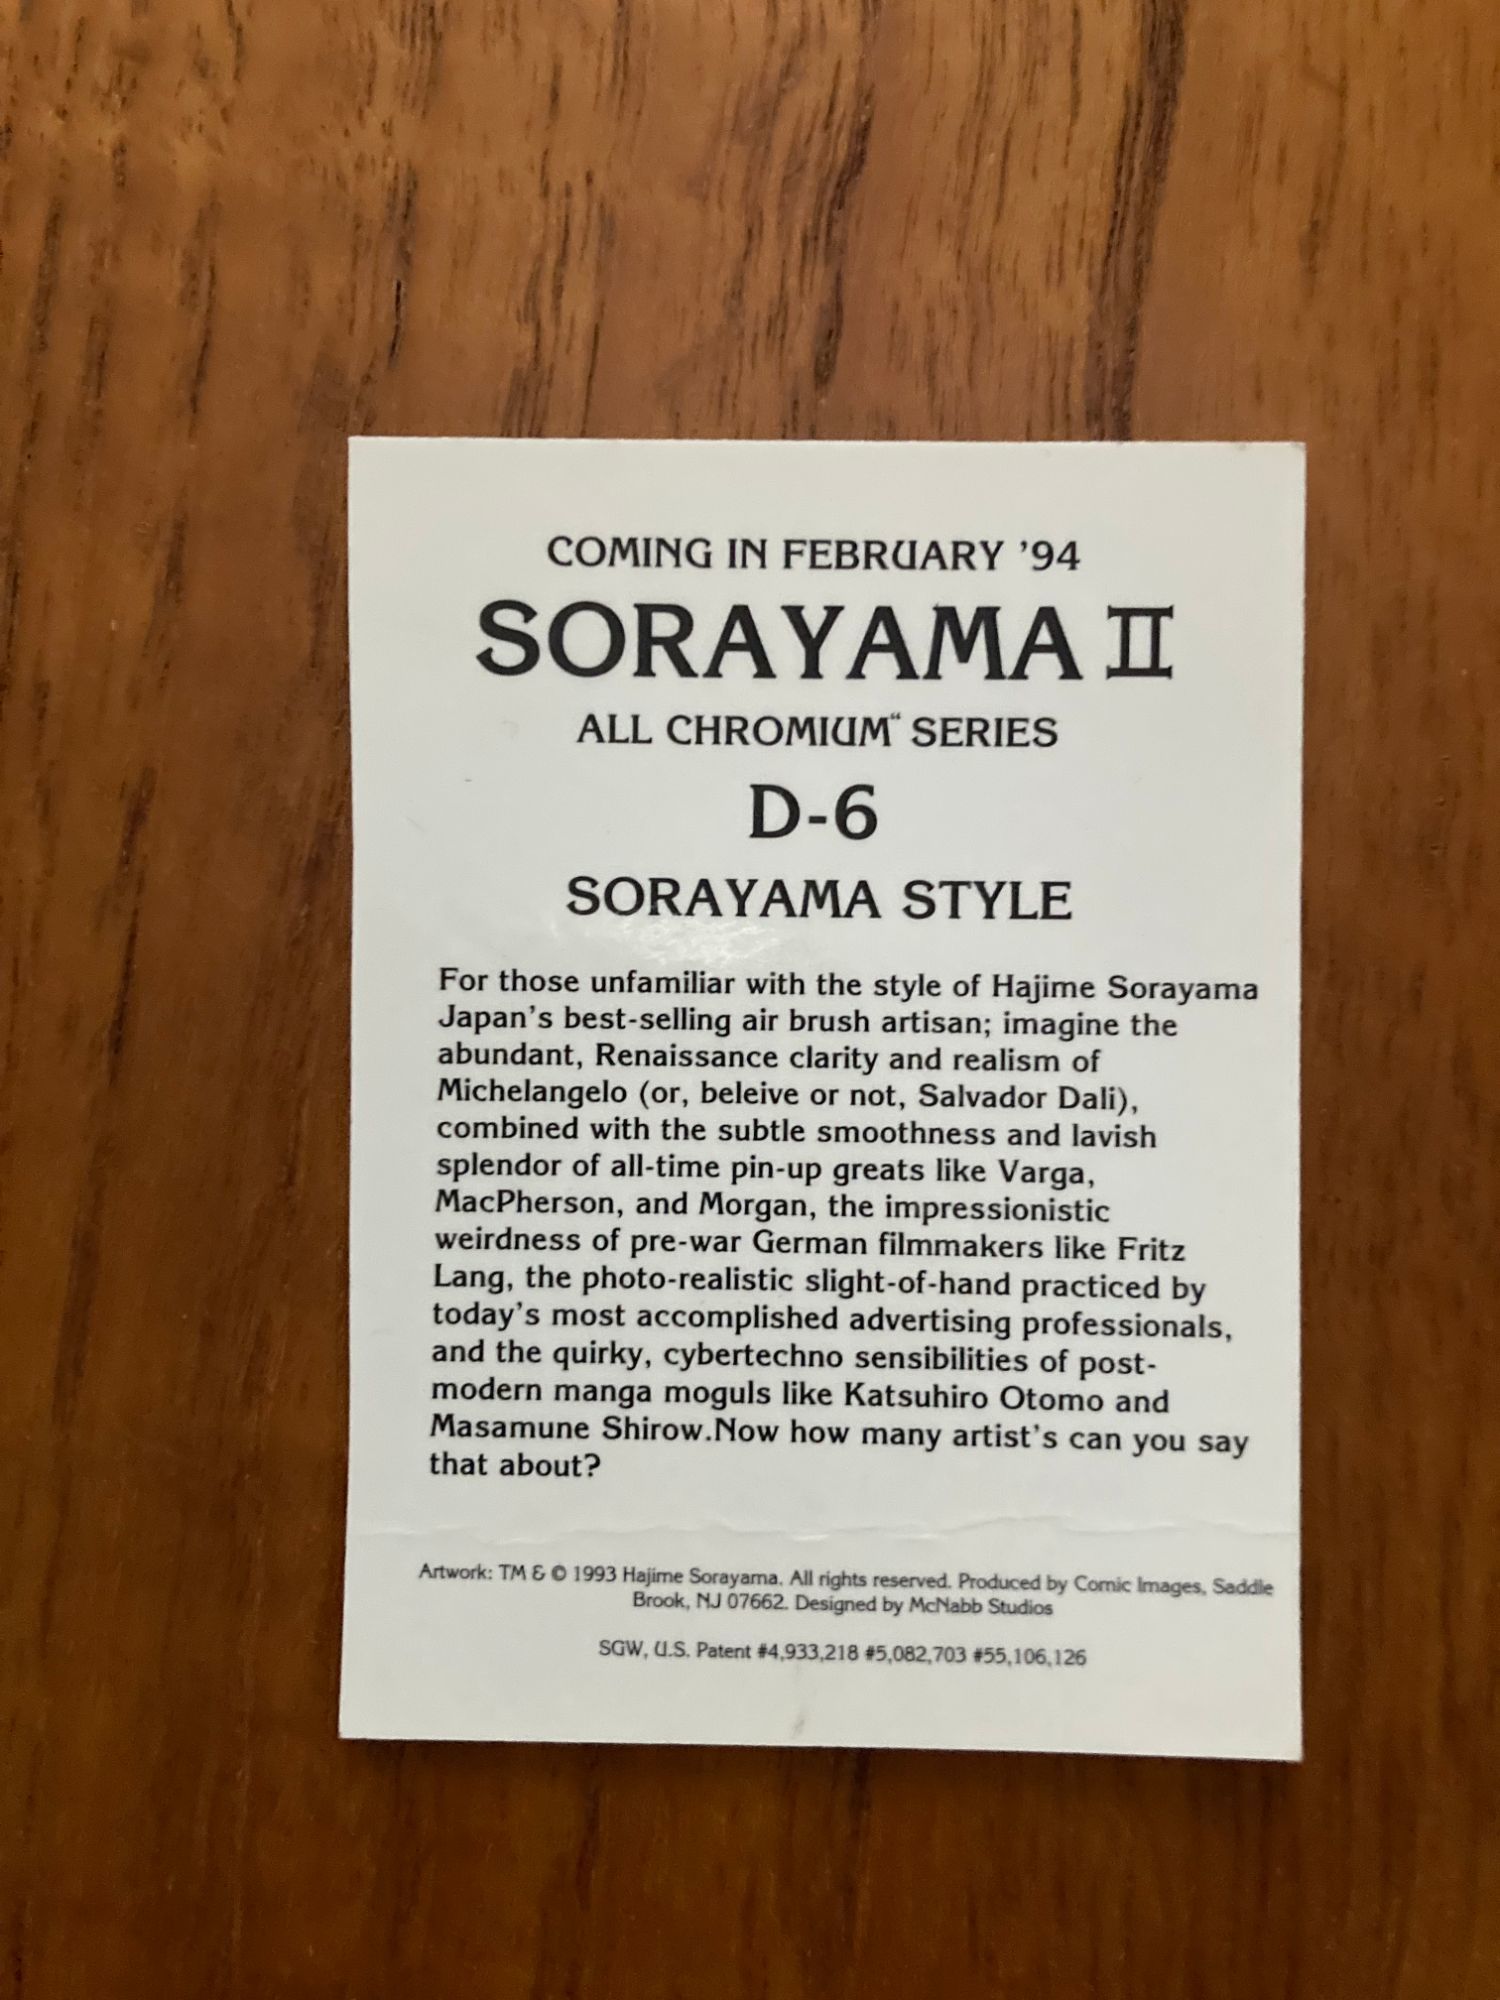 COMING IN FEBRUARY '94
SORAYAMA II
ALL CHROMIUM“ SERIES
D-6
SORAYAMA STYLE
For those unfamiliar with the style of Hajime Sorayama
Japan's best-selling air brush artisan; imagine the
abundant, Renaissance clarity and realism of
Michelangelo (or, beleive or not, Salvador Dali),
combined with the subtle smoothness and lavish
splendor of all-time pin-up greats like Varga,
MacPherson, and Morgan, the impressionistic
weirdness of pre-war German filmmakers like Fritz
Lang, the photo-realistic slight-of-hand practiced by
today's most accomplished advertising professionals,
and the quirky, cybertechno sensibilities of post-
modern manga moguls like Katsuhiro Otomo and
Masamune Shirow.Now how many artist's can you say
that about?
Artwork: TM & © 1993 Hajime Sorayama. All rights reserved. Produced by Comic Images, Saddle
Brook, NJ 07662. Designed by McNabb Studios
SGW, U.S. Patent #4,933,218 #5,082,703 #55,106,126